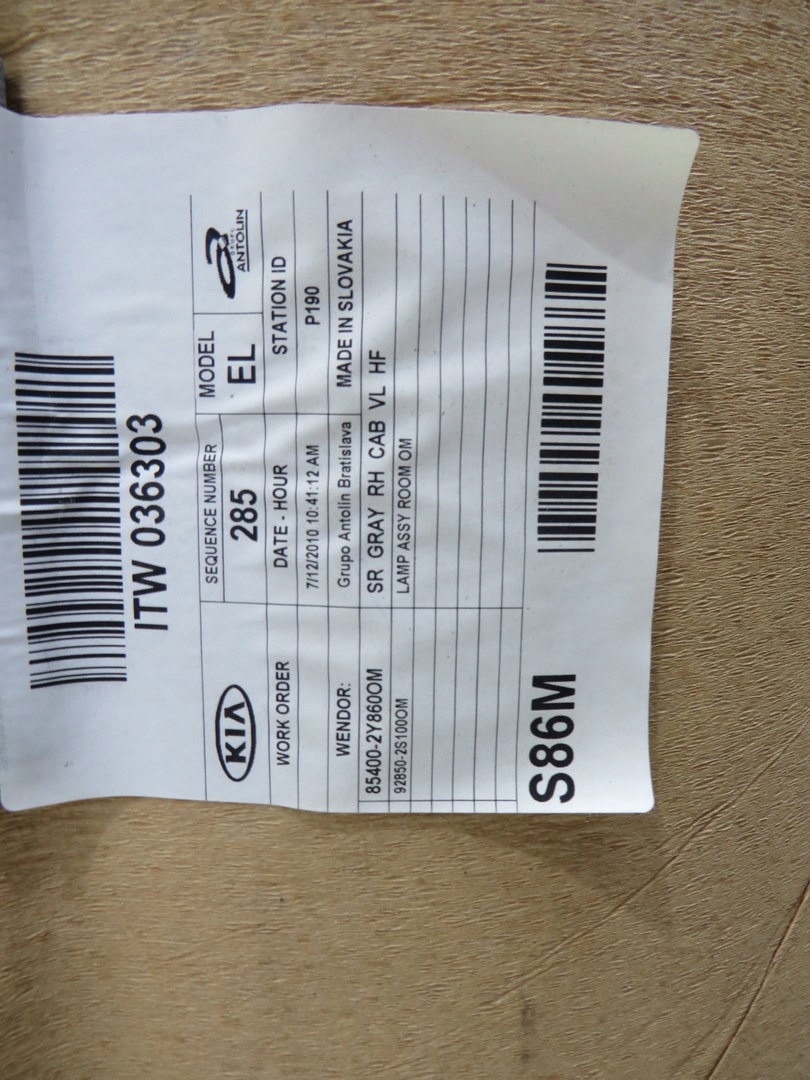 ITW 036303
KIA
SEQUENCE NUMBER
285
MODEL
EL
GRUPO
ANTOLIN
WORK ORDER
DATE - HOUR
STATION ID
7/12/2010 10:41:12 AM
P190
WENDOR:
Grupo Antolin Bratislava
MADE IN SLOVAKIA
85400-2Y860OM
SR GRAY RH CAB VL HF
92850-2S100OM
LAMP ASSY ROOM OM
S86M